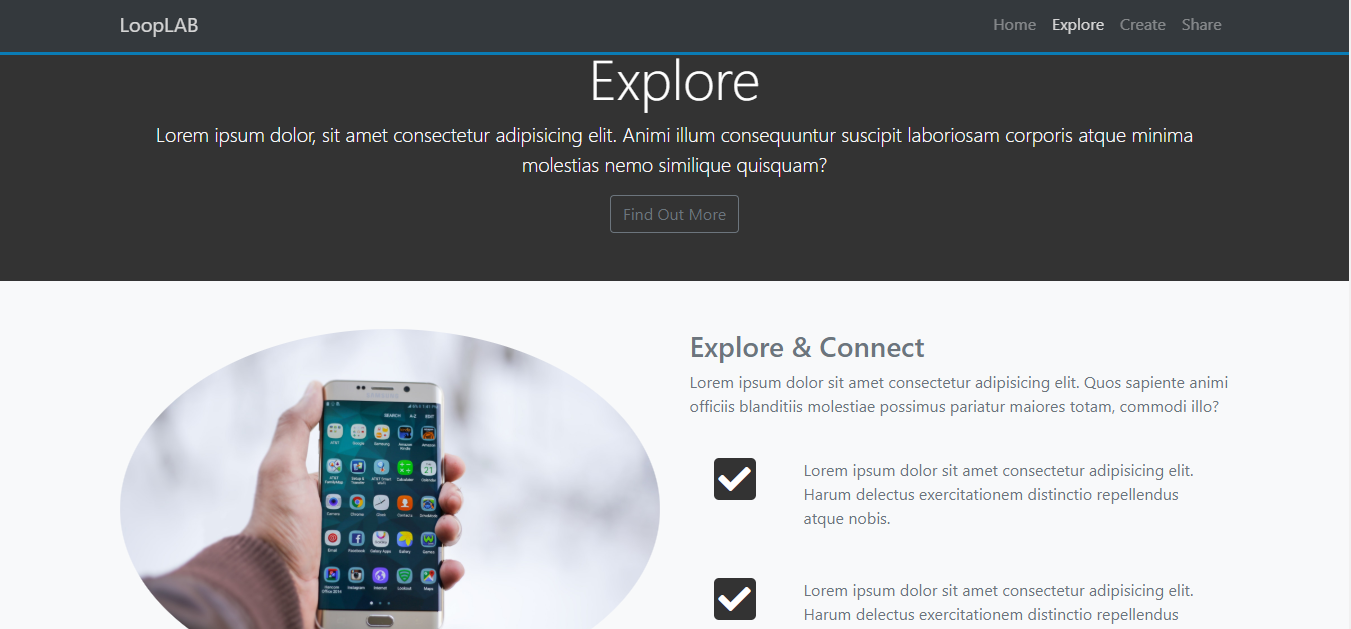 LoopLAB
Home Explore Create Share
Explore
Lorem ipsum dolor, sit amet consectetur adipisicing elit. Animi illum consequuntur suscipit laboriosam corporis atque minima
molestias nemo similique quisquam?
Find Out More
Explore & Connect
Lorem ipsum dolor sit amet consectetur adipisicing elit. Quos sapiente animi
officiis blanditiis molestiae possimus pariatur maiores totam, commodi illo?
Lorem ipsum dolor sit amet consectetur adipisicing elit.
Harum delectus exercitationem distinctio repellendus
atque nobis.
Lorem ipsum dolor sit amet consectetur adipisicing elit.
Harum delectus exercitationem distinctio repellendus
SAMSUNG
SEARCH A-Z EDIT